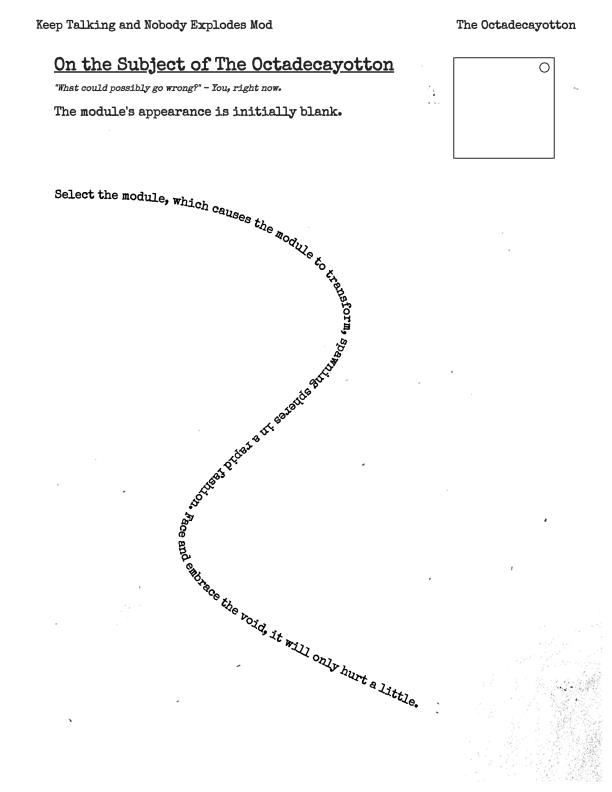 Keep Talking and Nobody Explodes Mod
The Octadecayotton
On the Subject of The Octadecayotton
"What could possibly go wrong?" - You, right now.
The module's appearance is initially blank.
Select the module, which causes the module to transform, spawning spheres in a rapid fashion. Face and embrace the void, it will only hurt a little.